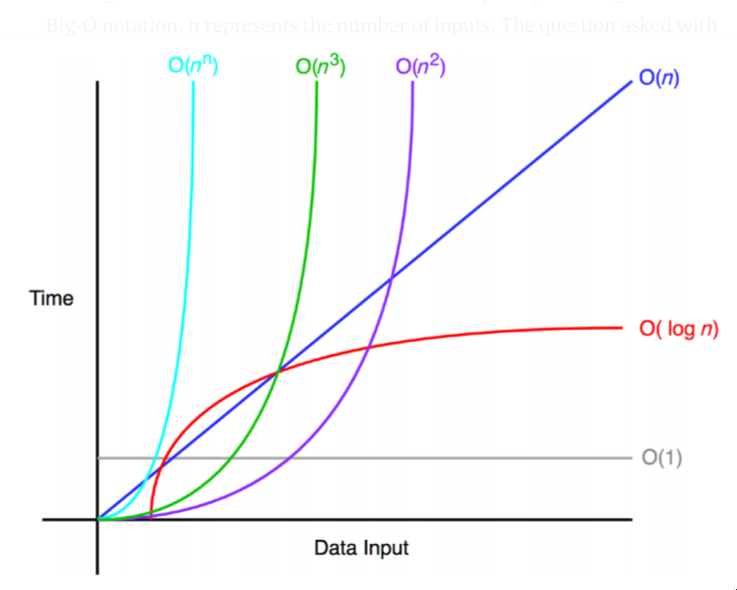 Big-O notation, n represents the number of inputs. The question asked with
O(nⁿ) O(n³) O(n²) O(n)
Time
O( log n)
O(1)
Data Input